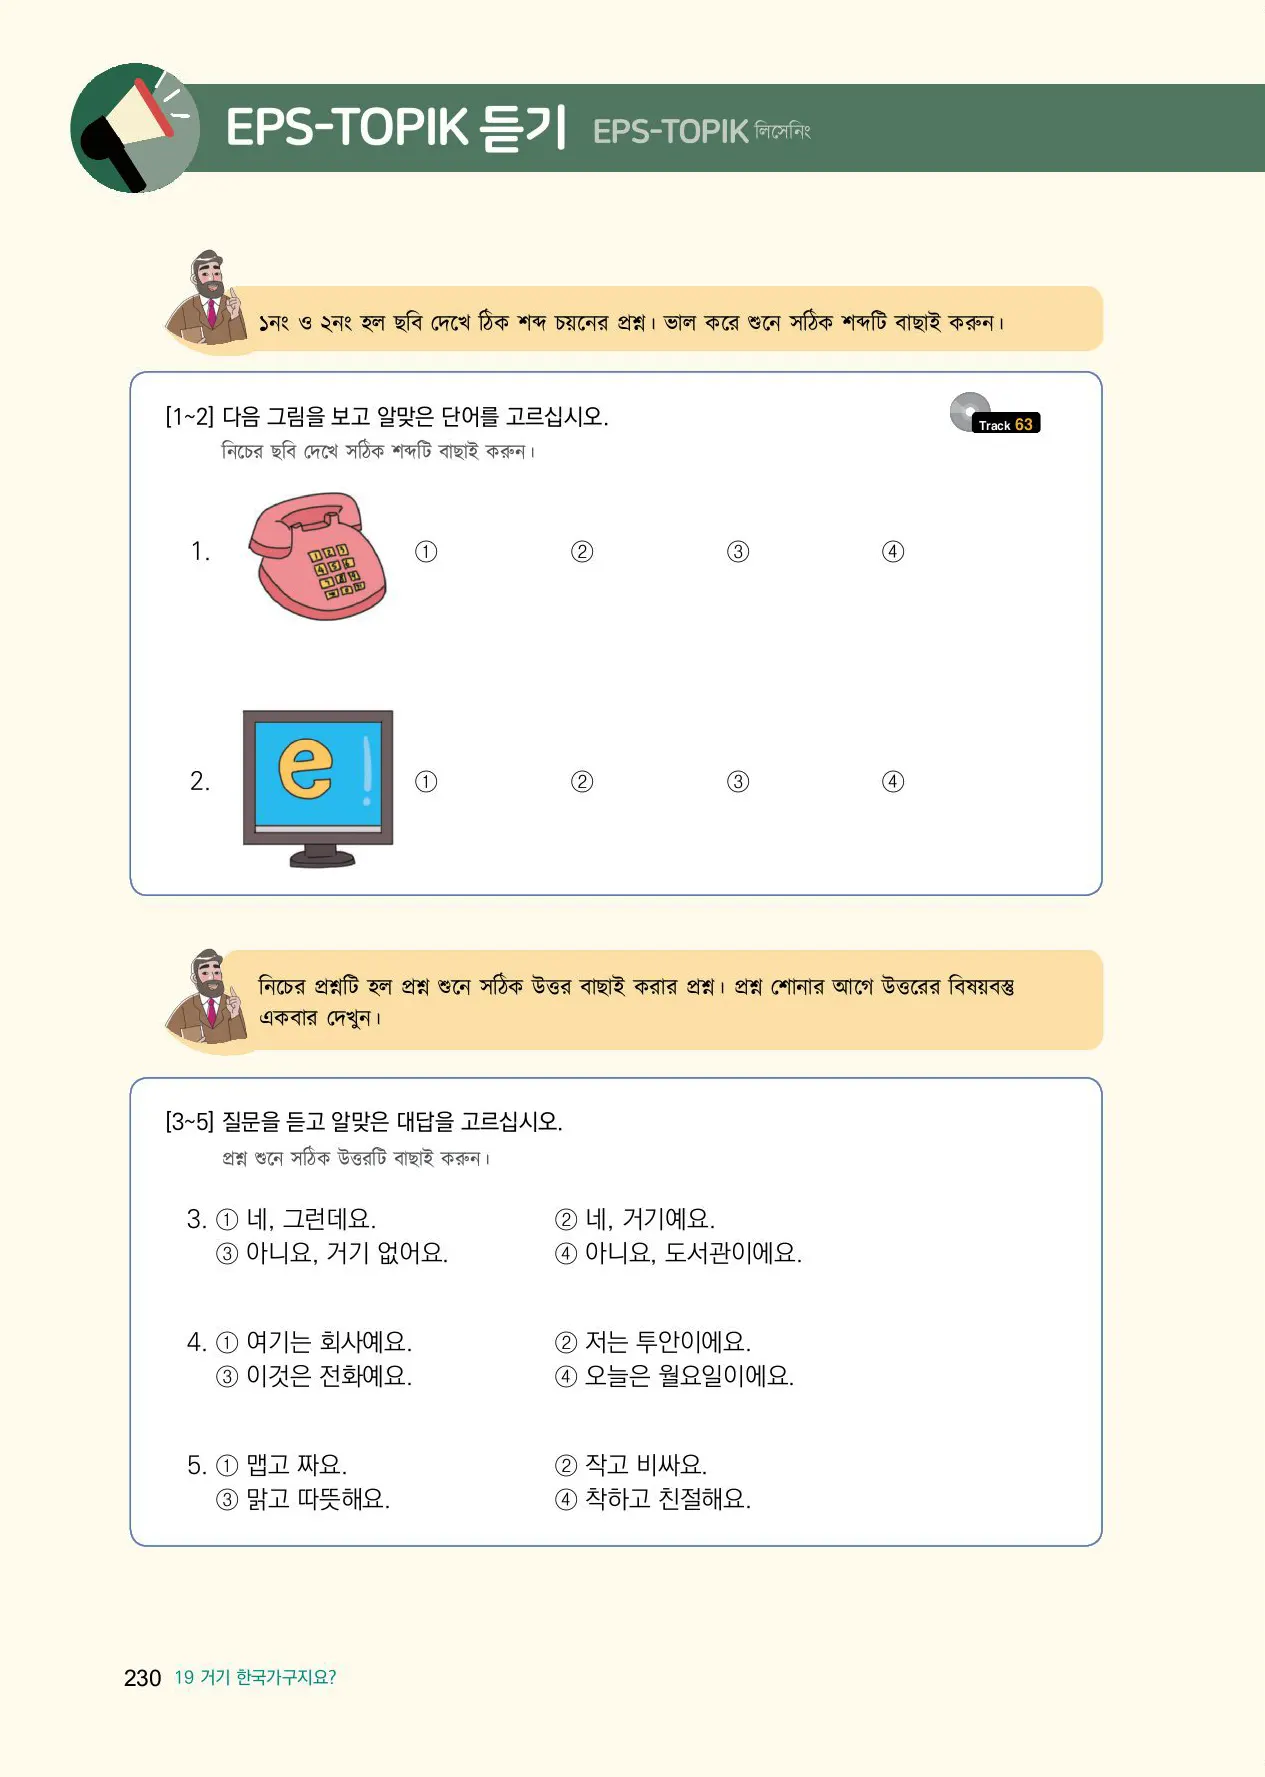 EPS-TOPIK 듣기 EPS-TOPIK লিসেনিং
১নং ও ২নং হল ছবি দেখে ঠিক শব্দ চয়নের প্রশ্ন। ভাল করে শুনে সঠিক শব্দটি বাছাই করুন।
[1~2] 다음 그림을 보고 알맞은 단어를 고르십시오.
Track 63
নিচের ছবি দেখে সঠিক শব্দটি বাছাই করুন।
1. ① ② ③ ④
2. ① ② ③ ④
নিচের প্রশ্নটি হল প্রশ্ন শুনে সঠিক উত্তর বাছাই করার প্রশ্ন। প্রশ্ন শোনার আগে উত্তরের বিষয়বস্তু
একবার দেখুন।
[3~5] 질문을 듣고 알맞은 대답을 고르십시오.
প্রশ্ন শুনে সঠিক উত্তরটি বাছাই করুন।
3. ① 네, 그런데요. ② 네, 거기예요.
③ 아니요, 거기 없어요. ④ 아니요, 도서관이에요.
4. ① 여기는 회사예요. ② 저는 투안이에요.
③ 이것은 전화예요. ④ 오늘은 월요일이에요.
5. ① 맵고 짜요. ② 작고 비싸요.
③ 맑고 따뜻해요. ④ 착하고 친절해요.
230 19 거기 한국가구지요?